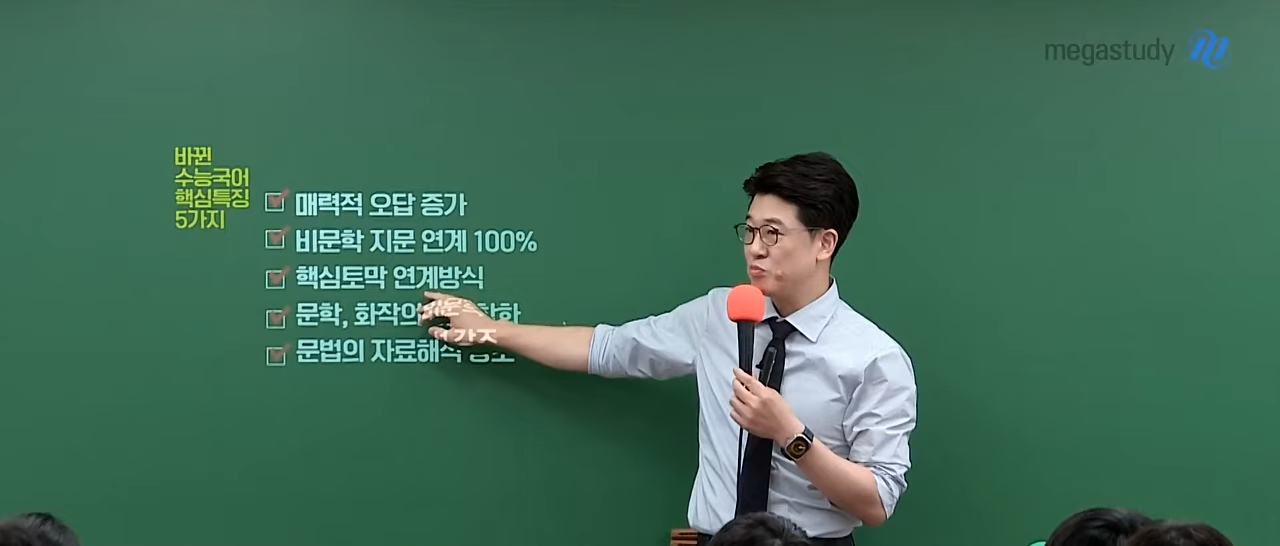 megastudy
바뀐
수능국어
핵심특징
5가지
매력적 오답 증가
비문학 지문 연계 100%
핵심토막 연계방식
문학, 화작의
문법의 자료해석